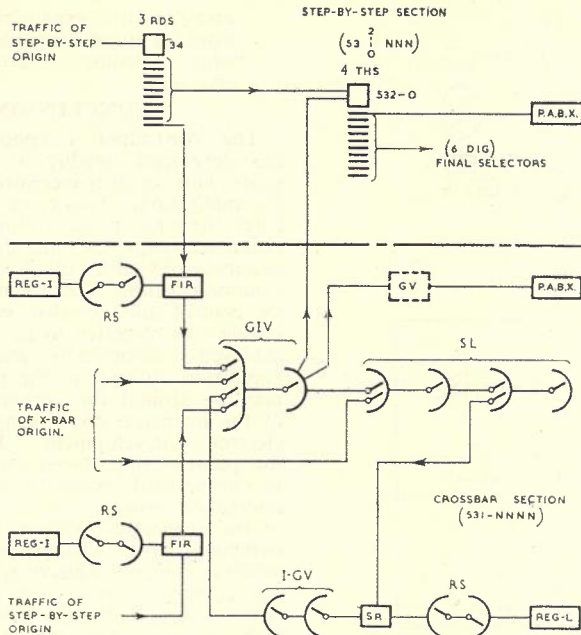 3 RDS
STEP-BY-STEP SECTION
TRAFFIC OF
STEP-BY-STEP
ORIGIN
34
(53 2 0 NNN)
4 THS
532-0
P.A.B.X.
(6 DIG)
FINAL SELECTORS
REG-I
RS
FIR
GIV
GV
P.A.B.X.
SL
TRAFFIC
OF X-BAR
ORIGIN.
RS
CROSSBAR SECTION
(531-NNNN)
REG-I
FIR
I-GV
RS
TRAFFIC OF
STEP-BY-STEP
ORIGIN
SR
REG-L